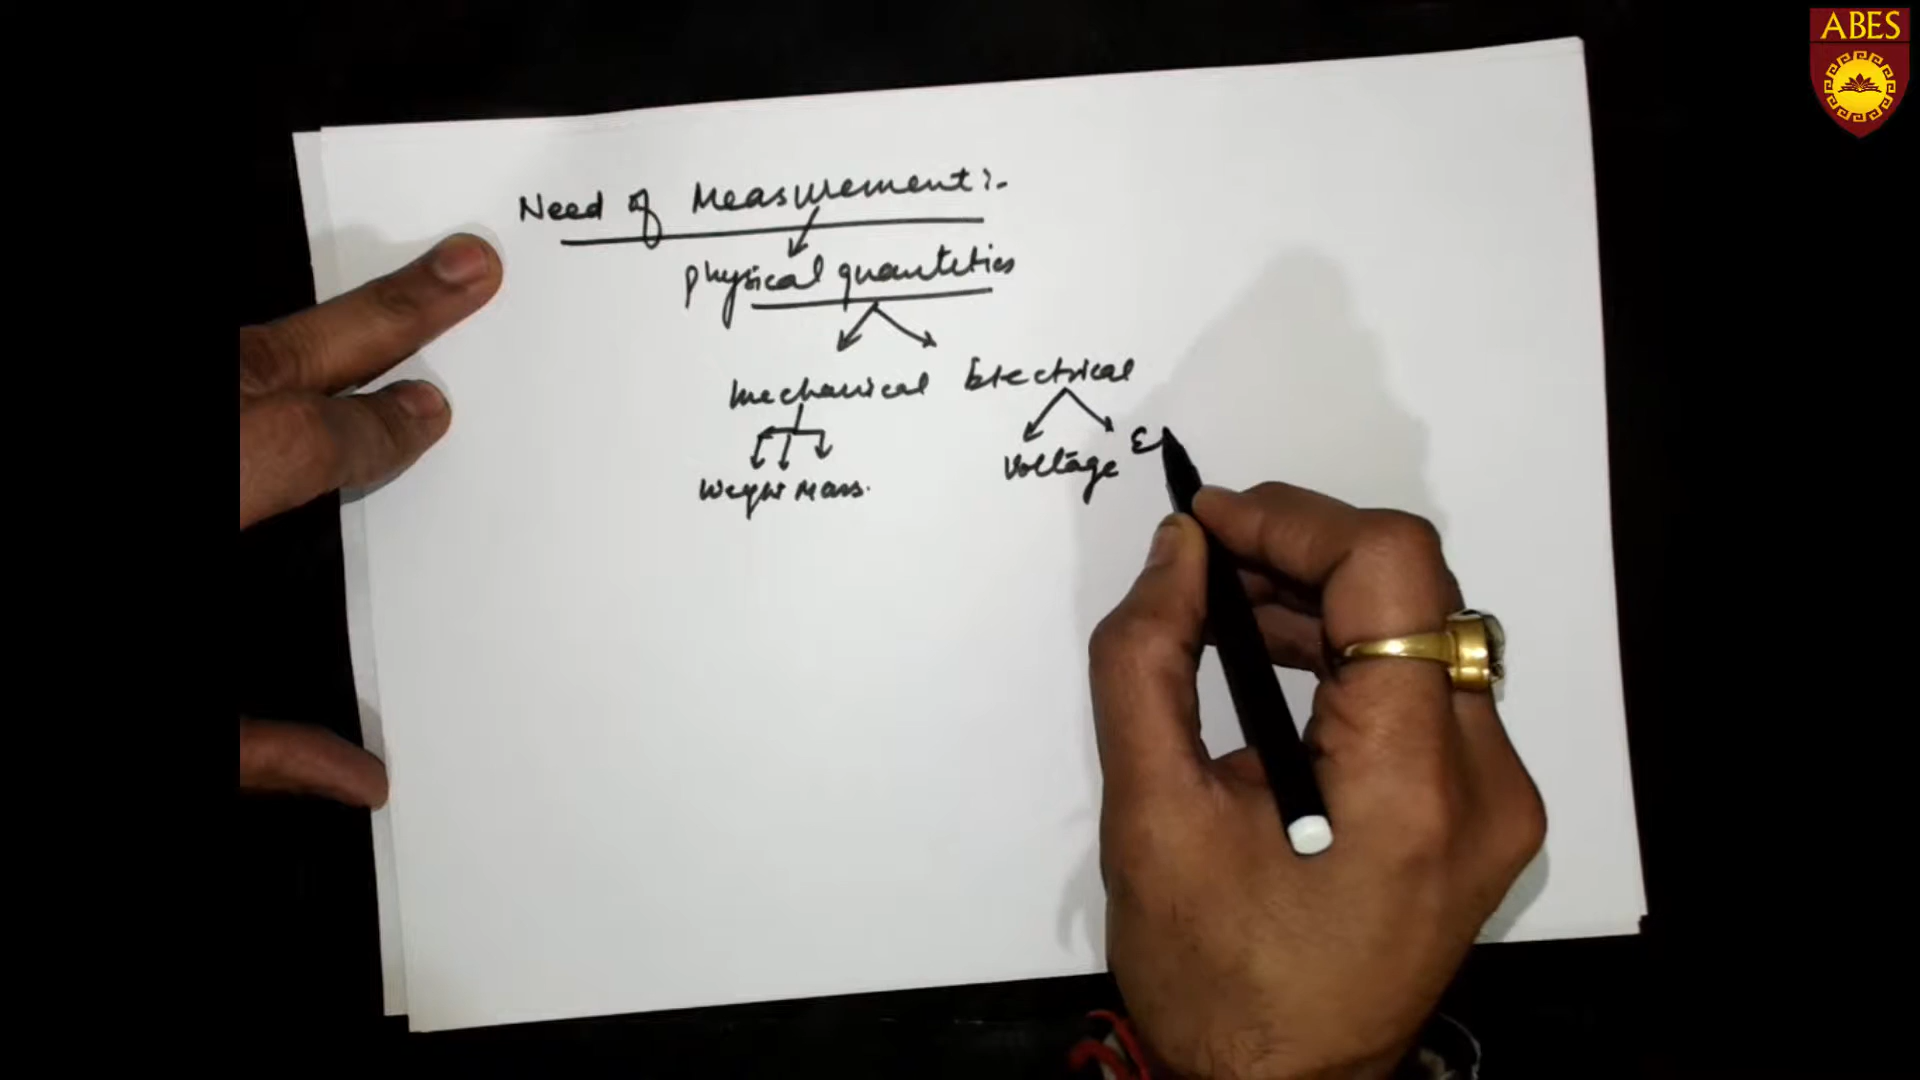 ABES
Need of Measurement :-
Physical quantities
Mechanical Electrical
Weight Mass.
Voltage